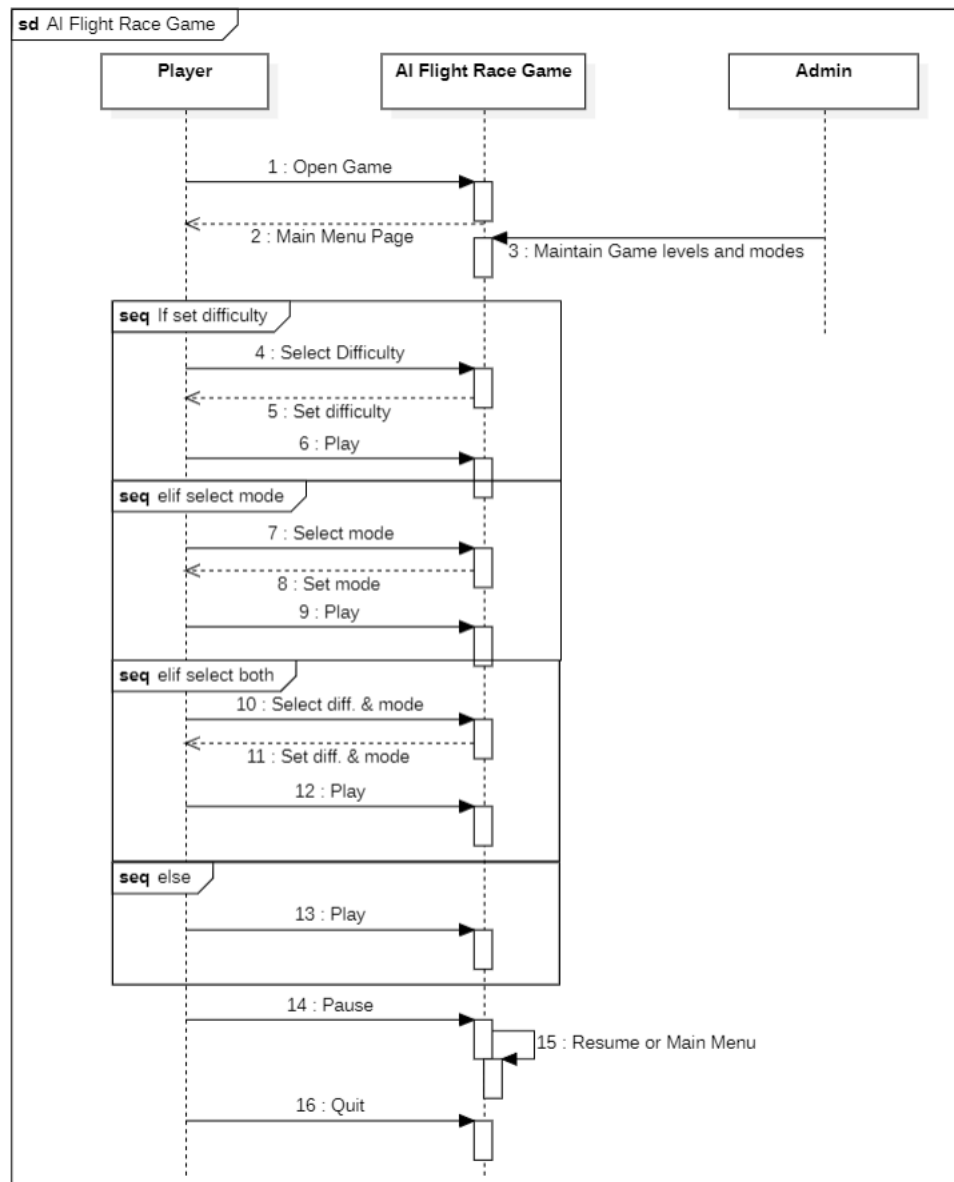 sd AI Flight Race Game
Player
AI Flight Race Game
Admin
1 : Open Game
2 : Main Menu Page
3 : Maintain Game levels and modes
seq If set difficulty
4 : Select Difficulty
5 : Set difficulty
6 : Play
seq elif select mode
7 : Select mode
8 : Set mode
9 : Play
seq elif select both
10 : Select diff. & mode
11 : Set diff. & mode
12 : Play
seq else
13 : Play
14 : Pause
15 : Resume or Main Menu
16 : Quit